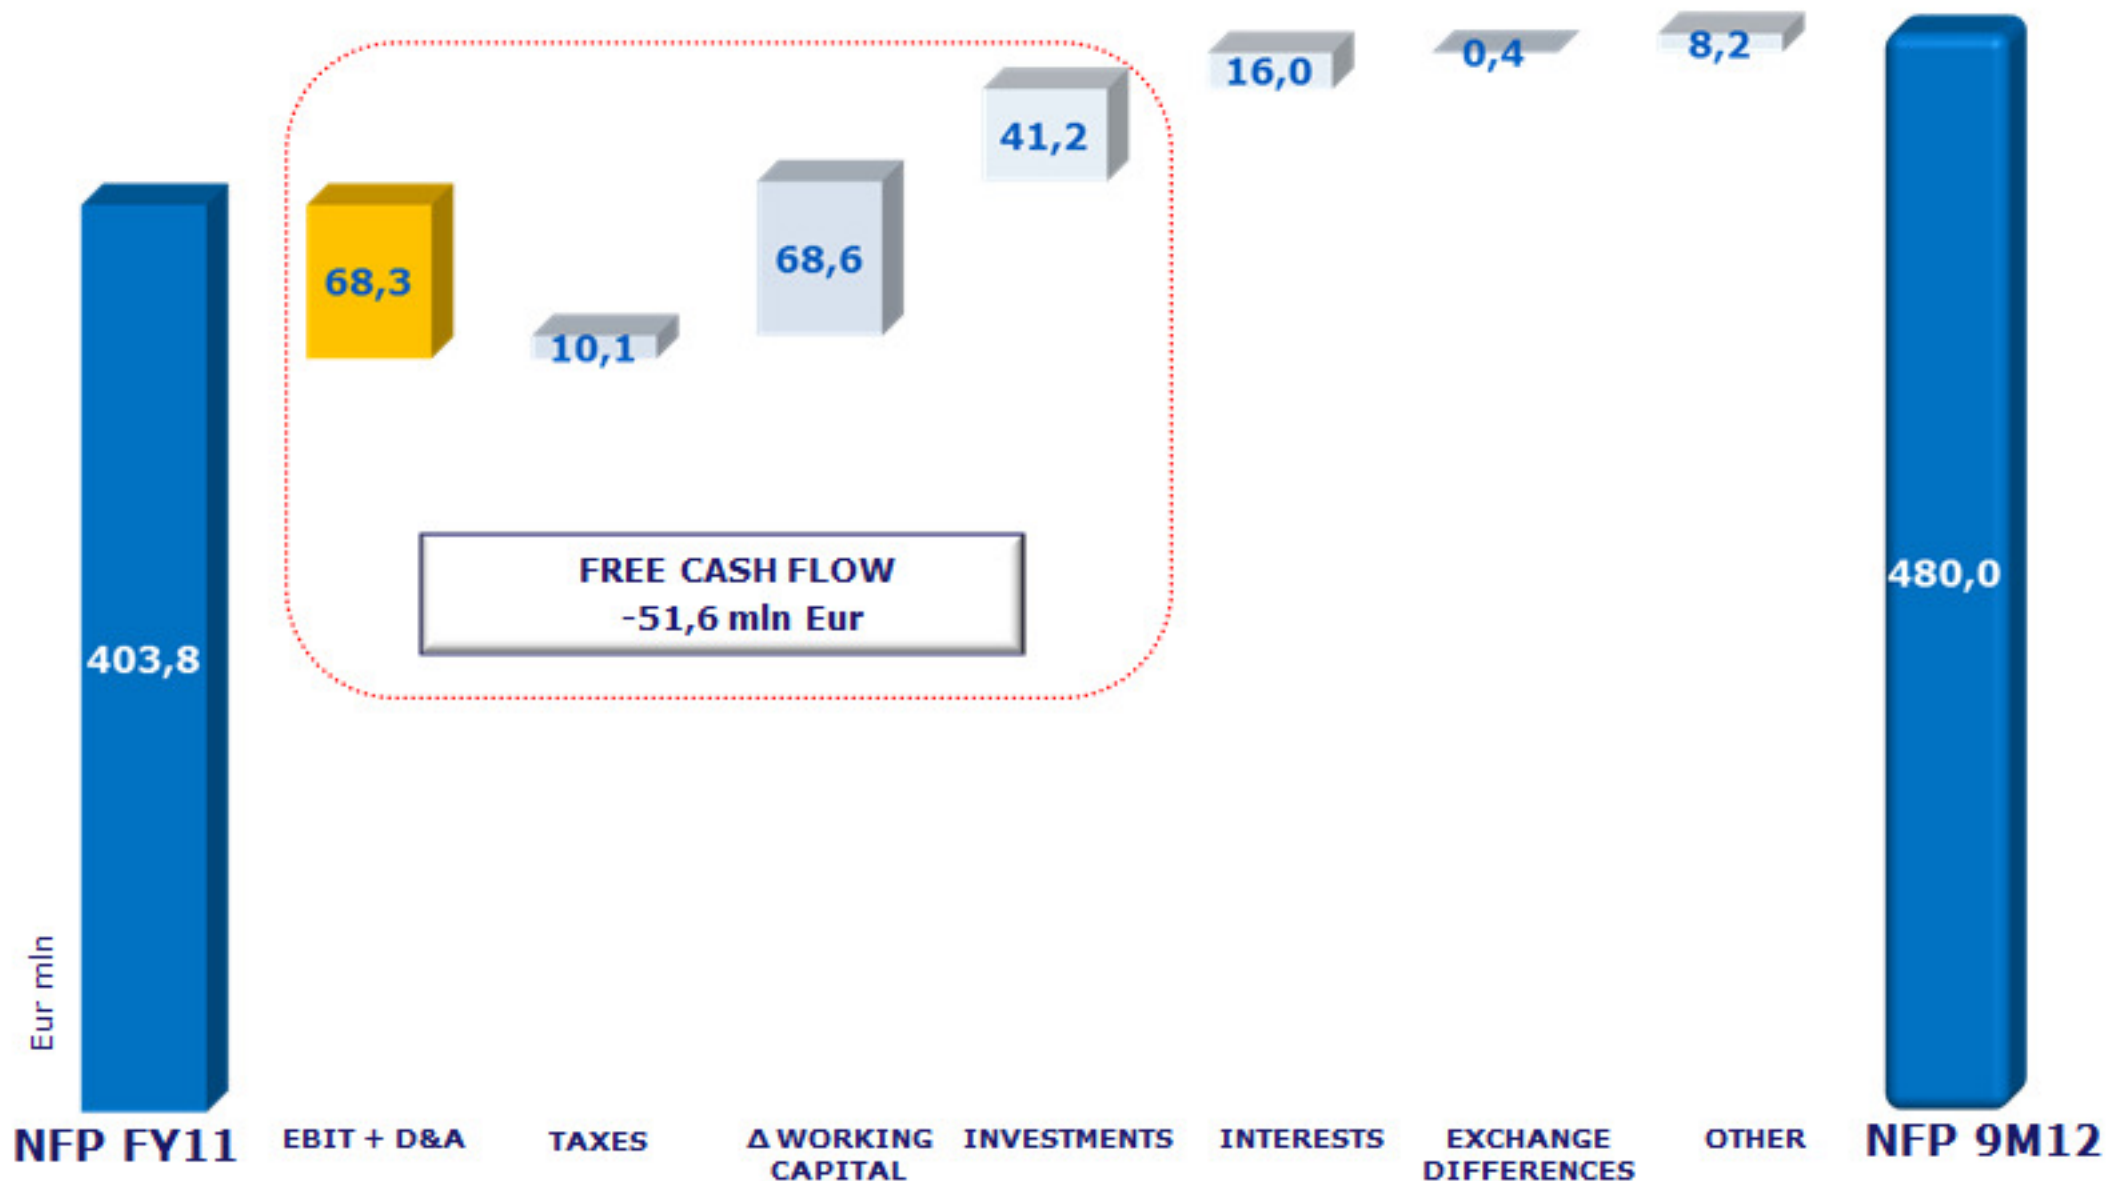 403,8
68,3
10,1
68,6
41,2
16,0
0,4
8,2
480,0
FREE CASH FLOW
-51,6 mln Eur
Eur mln
NFP FY11
EBIT + D&A
TAXES
Δ WORKING
CAPITAL
INVESTMENTS
INTERESTS
EXCHANGE
DIFFERENCES
OTHER
NFP 9M12